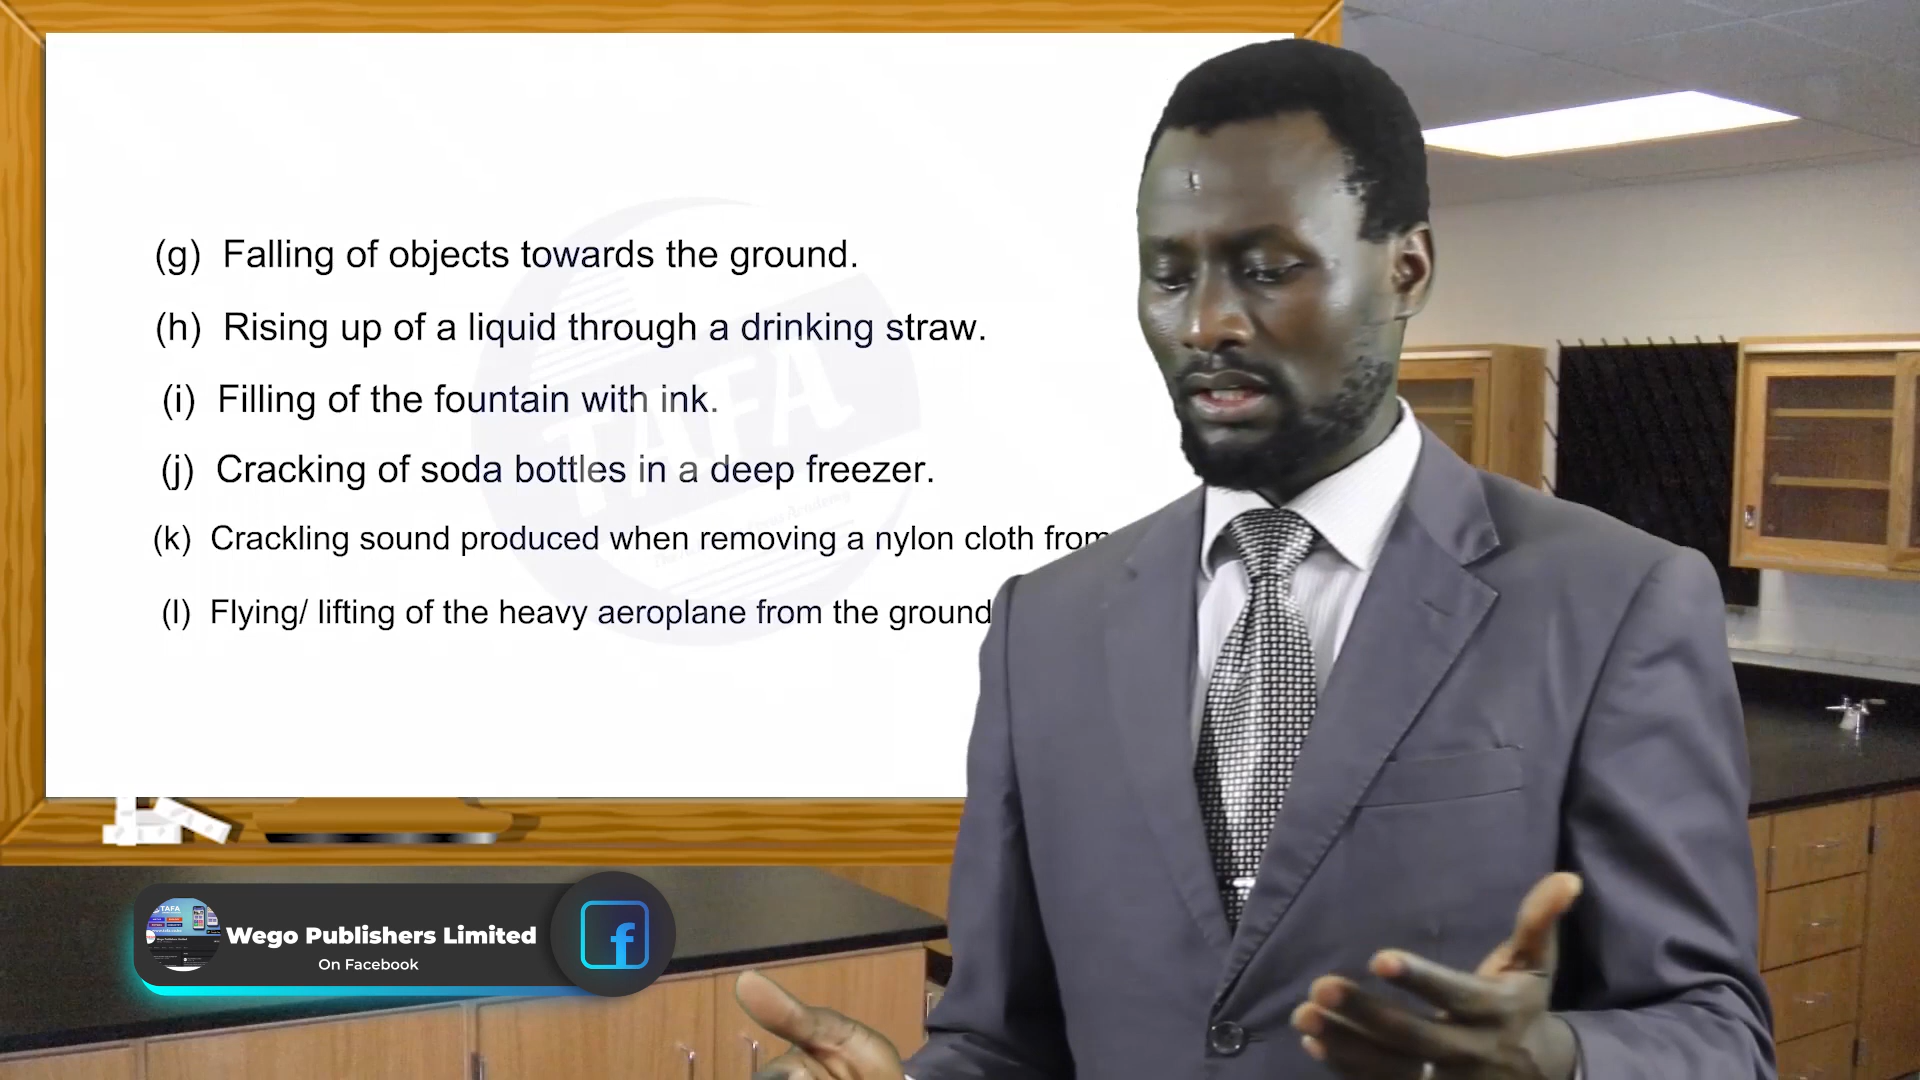 (g) Falling of objects towards the ground.
(h) Rising up of a liquid through a drinking straw.
(i) Filling of the fountain with ink.
(j) Cracking of soda bottles in a deep freezer.
(k) Crackling sound produced when removing a nylon cloth from
(l) Flying/ lifting of the heavy aeroplane from the ground
TAFA
TAFA
Wego Publishers Limited
On Facebook